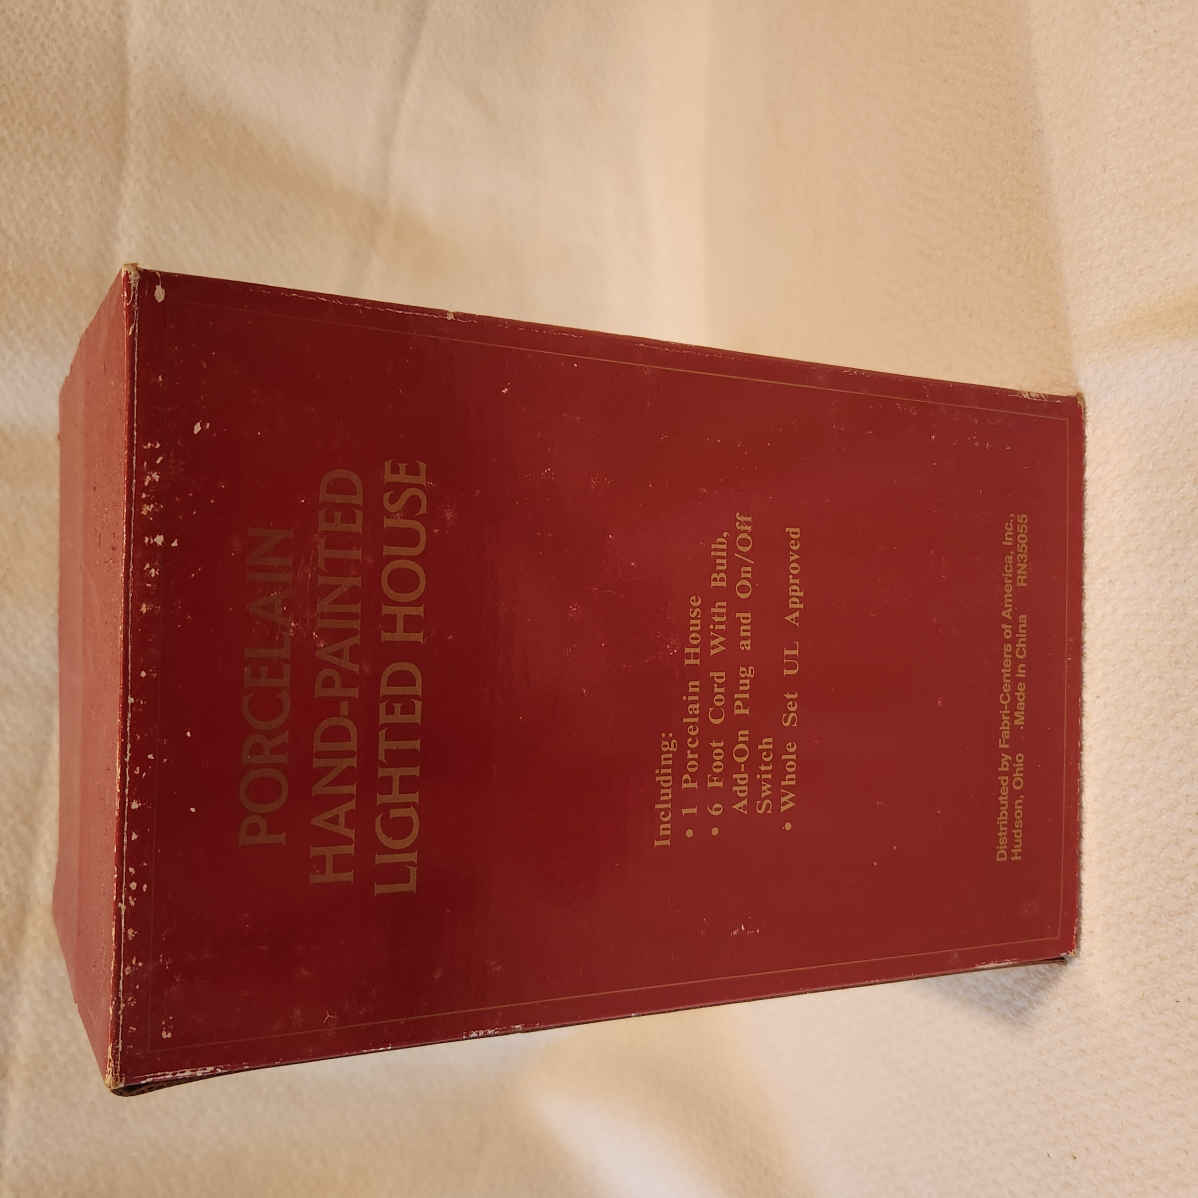 PORCELAIN
HAND-PAINTED
LIGHTED HOUSE
Including:
• 1 Porcelain House
• 6 Foot Cord With Bulb,
Add-On Plug and On/Off
Switch
• Whole Set UL Approved
Distributed by Fabri-Centers of America, Inc.,
Hudson, Ohio -Made in China RN35055